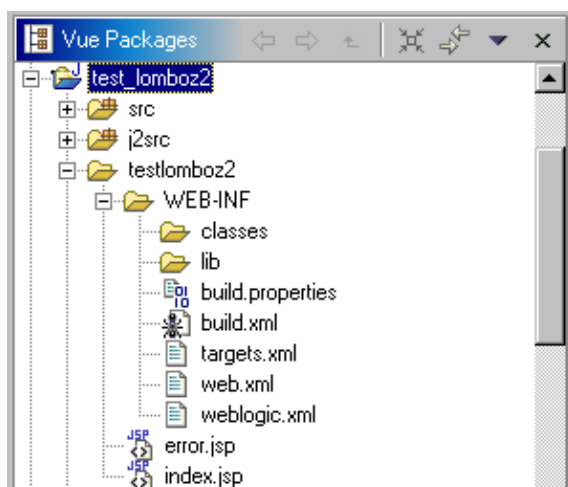 Vue Packages
test_lomboz2
src
j2src
testlomboz2
WEB-INF
classes
lib
build.properties
build.xml
targets.xml
web.xml
weblogic.xml
error.jsp
index.jsp